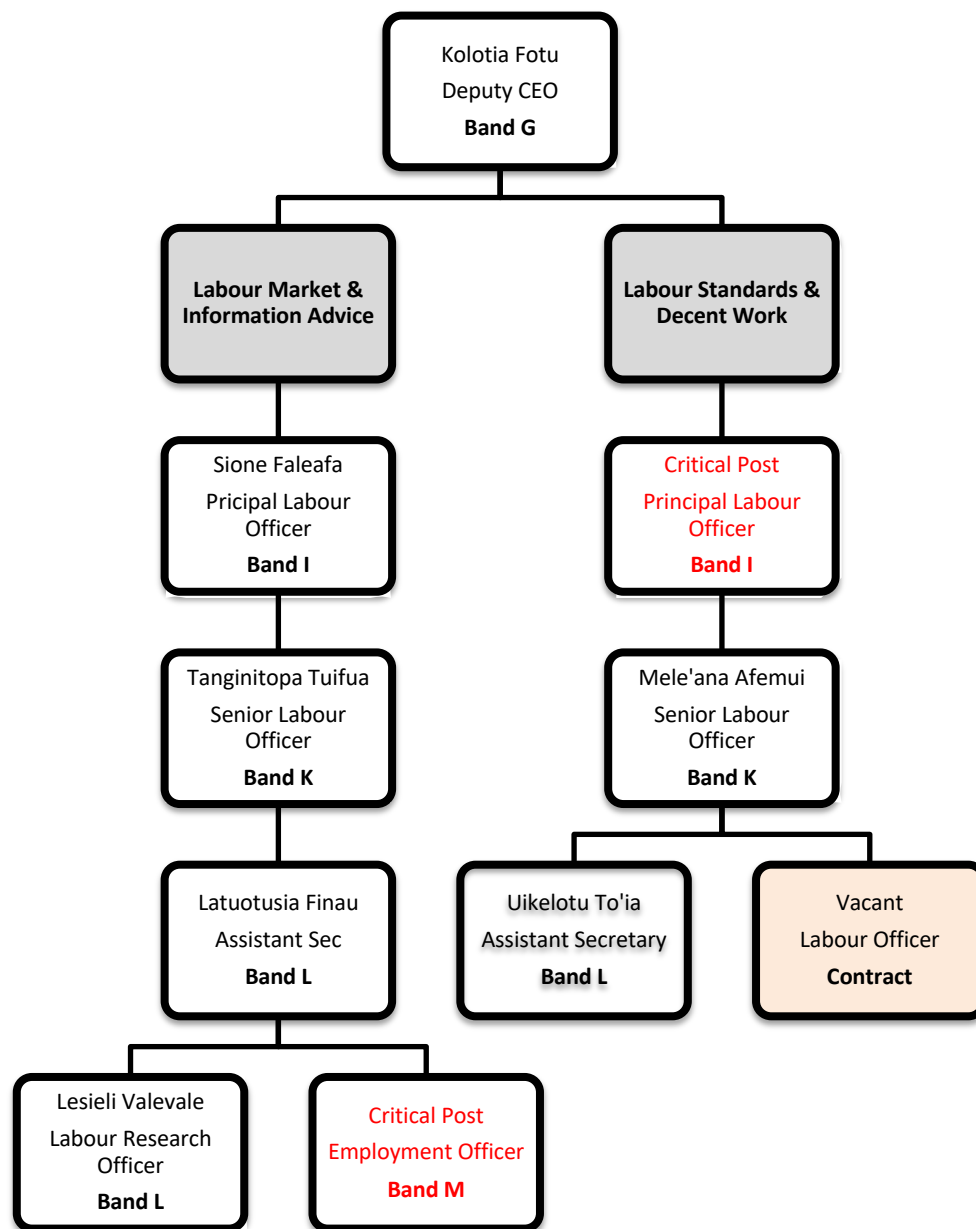 Kolotia Fotu
Deputy CEO
Band G
Labour Market &
Information Advice
Labour Standards &
Decent Work
Sione Faleafa
Pricipal Labour
Officer
Band I
Critical Post
Principal Labour
Officer
Band I
Tanginitopa Tuifua
Senior Labour
Officer
Band K
Mele'ana Afemui
Senior Labour
Officer
Band K
Latuotusia Finau
Assistant Sec
Band L
Uikelotu To'ia
Assistant Secretary
Band L
Vacant
Labour Officer
Contract
Lesieli Valevale
Labour Research
Officer
Band L
Critical Post
Employment Officer
Band M